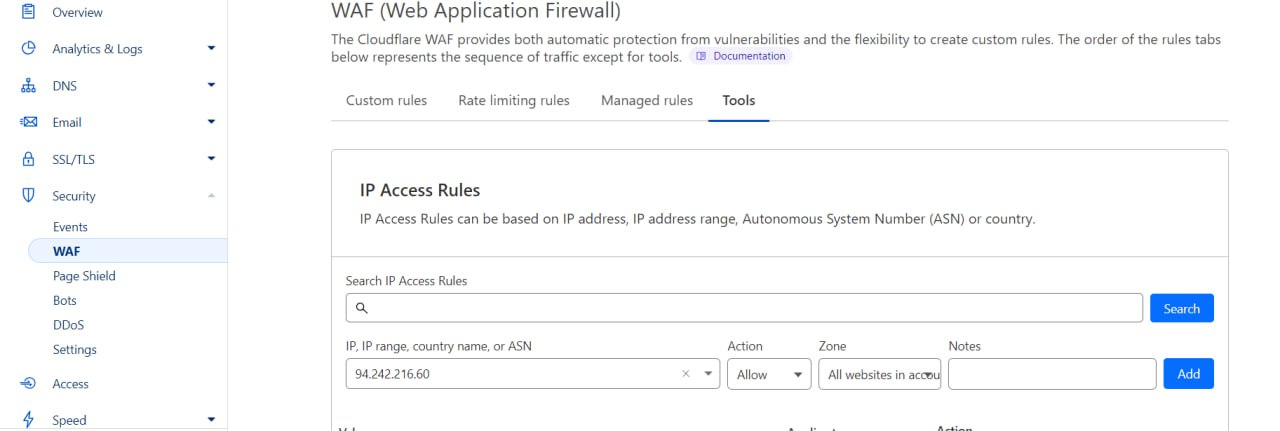 Overview
Analytics & Logs
DNS
Email
SSL/TLS
Security
Events
WAF
Page Shield
Bots
DDoS
Settings
Access
Speed
WAF (Web Application Firewall)
The Cloudflare WAF provides both automatic protection from vulnerabilities and the flexibility to create custom rules. The order of the rules tabs
below represents the sequence of traffic except for tools. Documentation
Custom rules Rate limiting rules Managed rules Tools
IP Access Rules
IP Access Rules can be based on IP address, IP address range, Autonomous System Number (ASN) or country.
Search IP Access Rules
Search
IP, IP range, country name, or ASN Action Zone Notes
94.242.216.60 Allow All websites in accou Add
Action